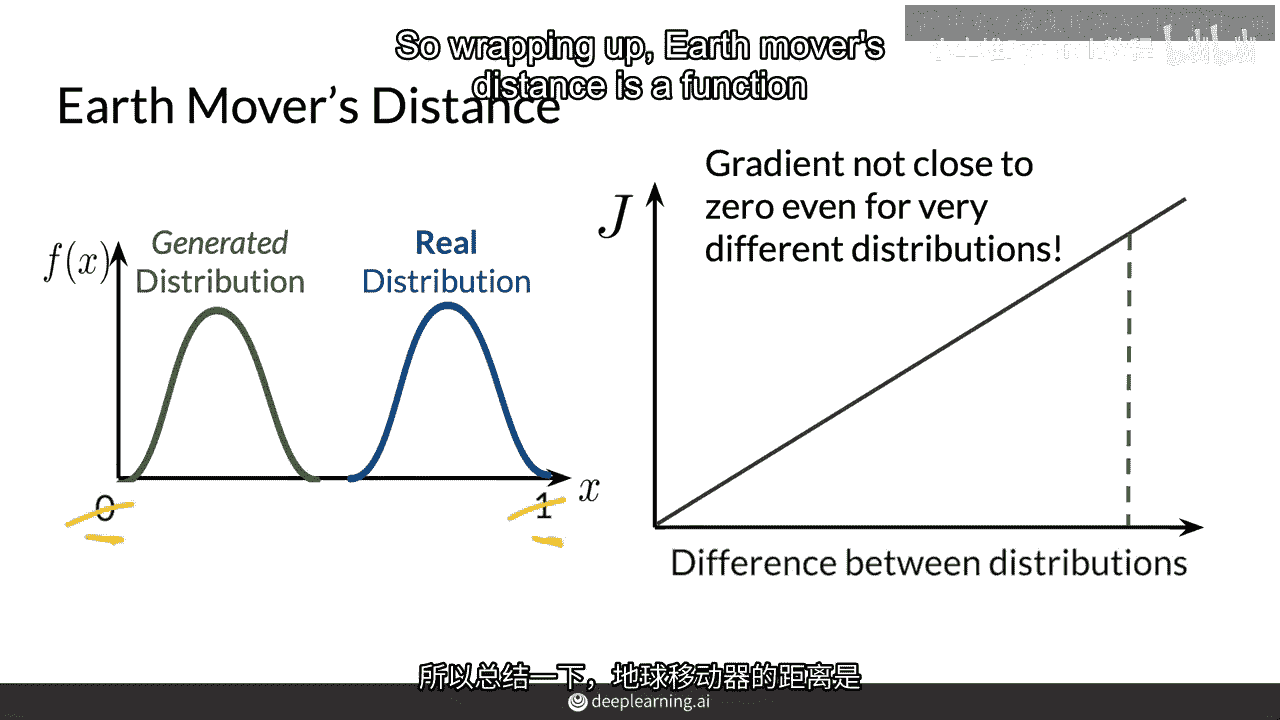 So wrapping up, Earth mover's
distance is a function
Earth Mover's Distance
Gradient not close to
zero even for very
different distributions!
J
f(x)
Generated
Distribution
Real
Distribution
0
1
x
Difference between distributions
所以总结一下，地球移动器的距离是
deeplearning.ai